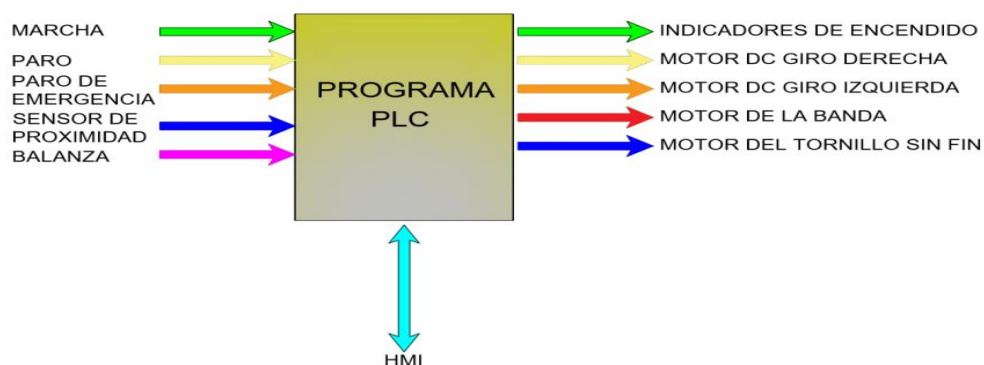 MARCHA
PARO
PARO DE
EMERGENCIA
SENSOR DE
PROXIMIDAD
BALANZA
PROGRAMA
PLC
INDICADORES DE ENCENDIDO
MOTOR DC GIRO DERECHA
MOTOR DC GIRO IZQUIERDA
MOTOR DE LA BANDA
MOTOR DEL TORNILLO SIN FIN
HMI